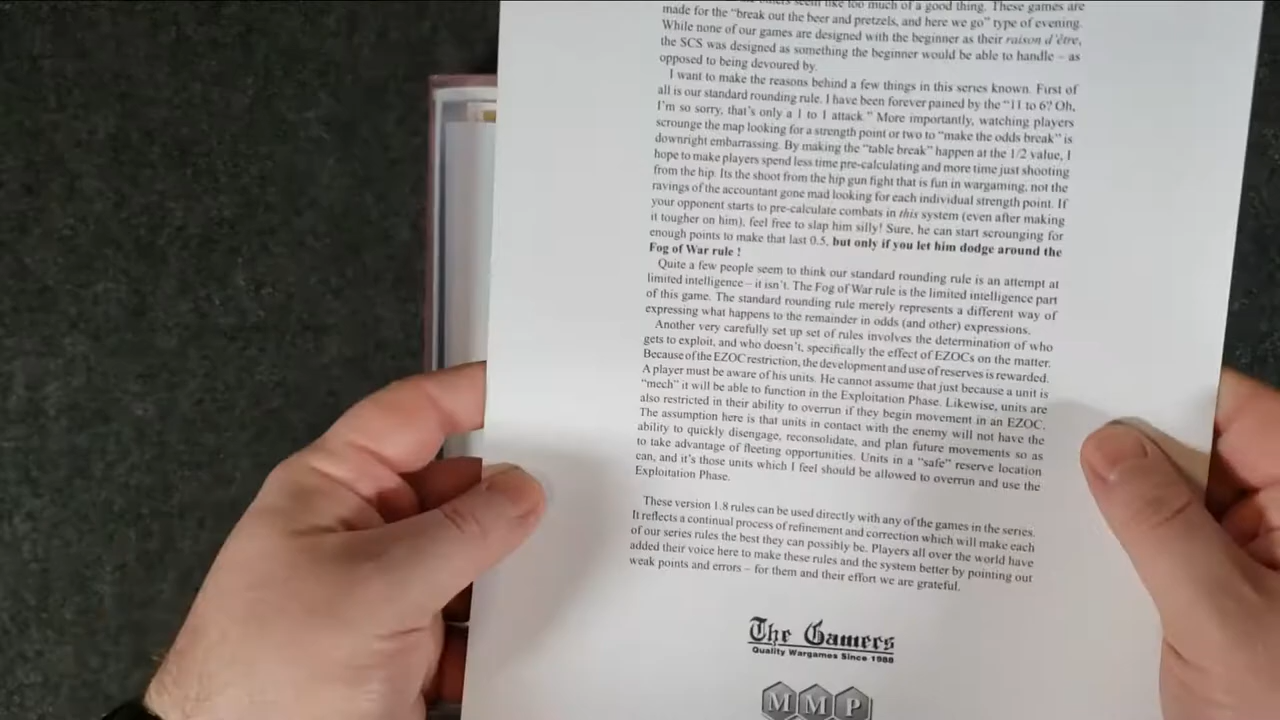 seem like too much of a good thing. These games are
made for the “break out the beer and pretzels, and here we go” type of evening.
While none of our games are designed with the beginner as their raison d’être,
the SCS was designed as something the beginner would be able to handle – as
opposed to being devoured by.
I want to make the reasons behind a few things in this series known. First of
all is our standard rounding rule. I have been forever pained by the “11 to 6? Oh,
I’m so sorry, that’s only a 1 to 1 attack.” More importantly, watching players
scrounge the map looking for a strength point or two to “make the odds break” is
downright embarrassing. By making the “table break” happen at the 1/2 value, I
hope to make players spend less time pre-calculating and more time just shooting
from the hip. Its the shoot from the hip gun fight that is fun in wargaming, not the
ravings of the accountant gone mad looking for each individual strength point. If
your opponent starts to pre-calculate combats in this system (even after making
it tougher on him), feel free to slap him silly! Sure, he can start scrounging for
enough points to make that last 0.5, but only if you let him dodge around the
Fog of War rule !
Quite a few people seem to think our standard rounding rule is an attempt at
limited intelligence – it isn’t. The Fog of War rule is the limited intelligence part
of this game. The standard rounding rule merely represents a different way of
expressing what happens to the remainder in odds (and other) expressions.
Another very carefully set up set of rules involves the determination of who
gets to exploit, and who doesn’t, specifically the effect of EZOCs on the matter.
Because of the EZOC restriction, the development and use of reserves is rewarded.
A player must be aware of his units. He cannot assume that just because a unit is
“mech” it will be able to function in the Exploitation Phase. Likewise, units are
also restricted in their ability to overrun if they begin movement in an EZOC.
The assumption here is that units in contact with the enemy will not have the
ability to quickly disengage, reconsolidate, and plan future movements so as
to take advantage of fleeting opportunities. Units in a “safe” reserve location
can, and it’s those units which I feel should be allowed to overrun and use the
Exploitation Phase.
These version 1.8 rules can be used directly with any of the games in the series.
It reflects a continual process of refinement and correction which will make each
of our series rules the best they can possibly be. Players all over the world have
added their voice here to make these rules and the system better by pointing out
weak points and errors – for them and their effort we are grateful.
The Gamers
Quality Wargames Since 1988
MMP